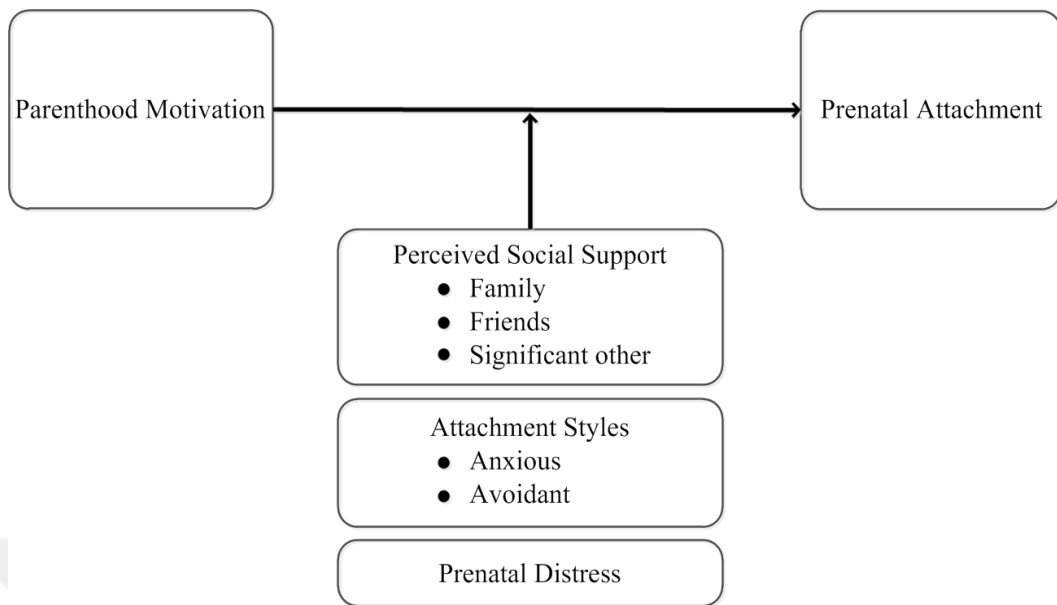 Parenthood Motivation
Prenatal Attachment
Perceived Social Support
● Family
● Friends
● Significant other
Attachment Styles
● Anxious
● Avoidant
Prenatal Distress